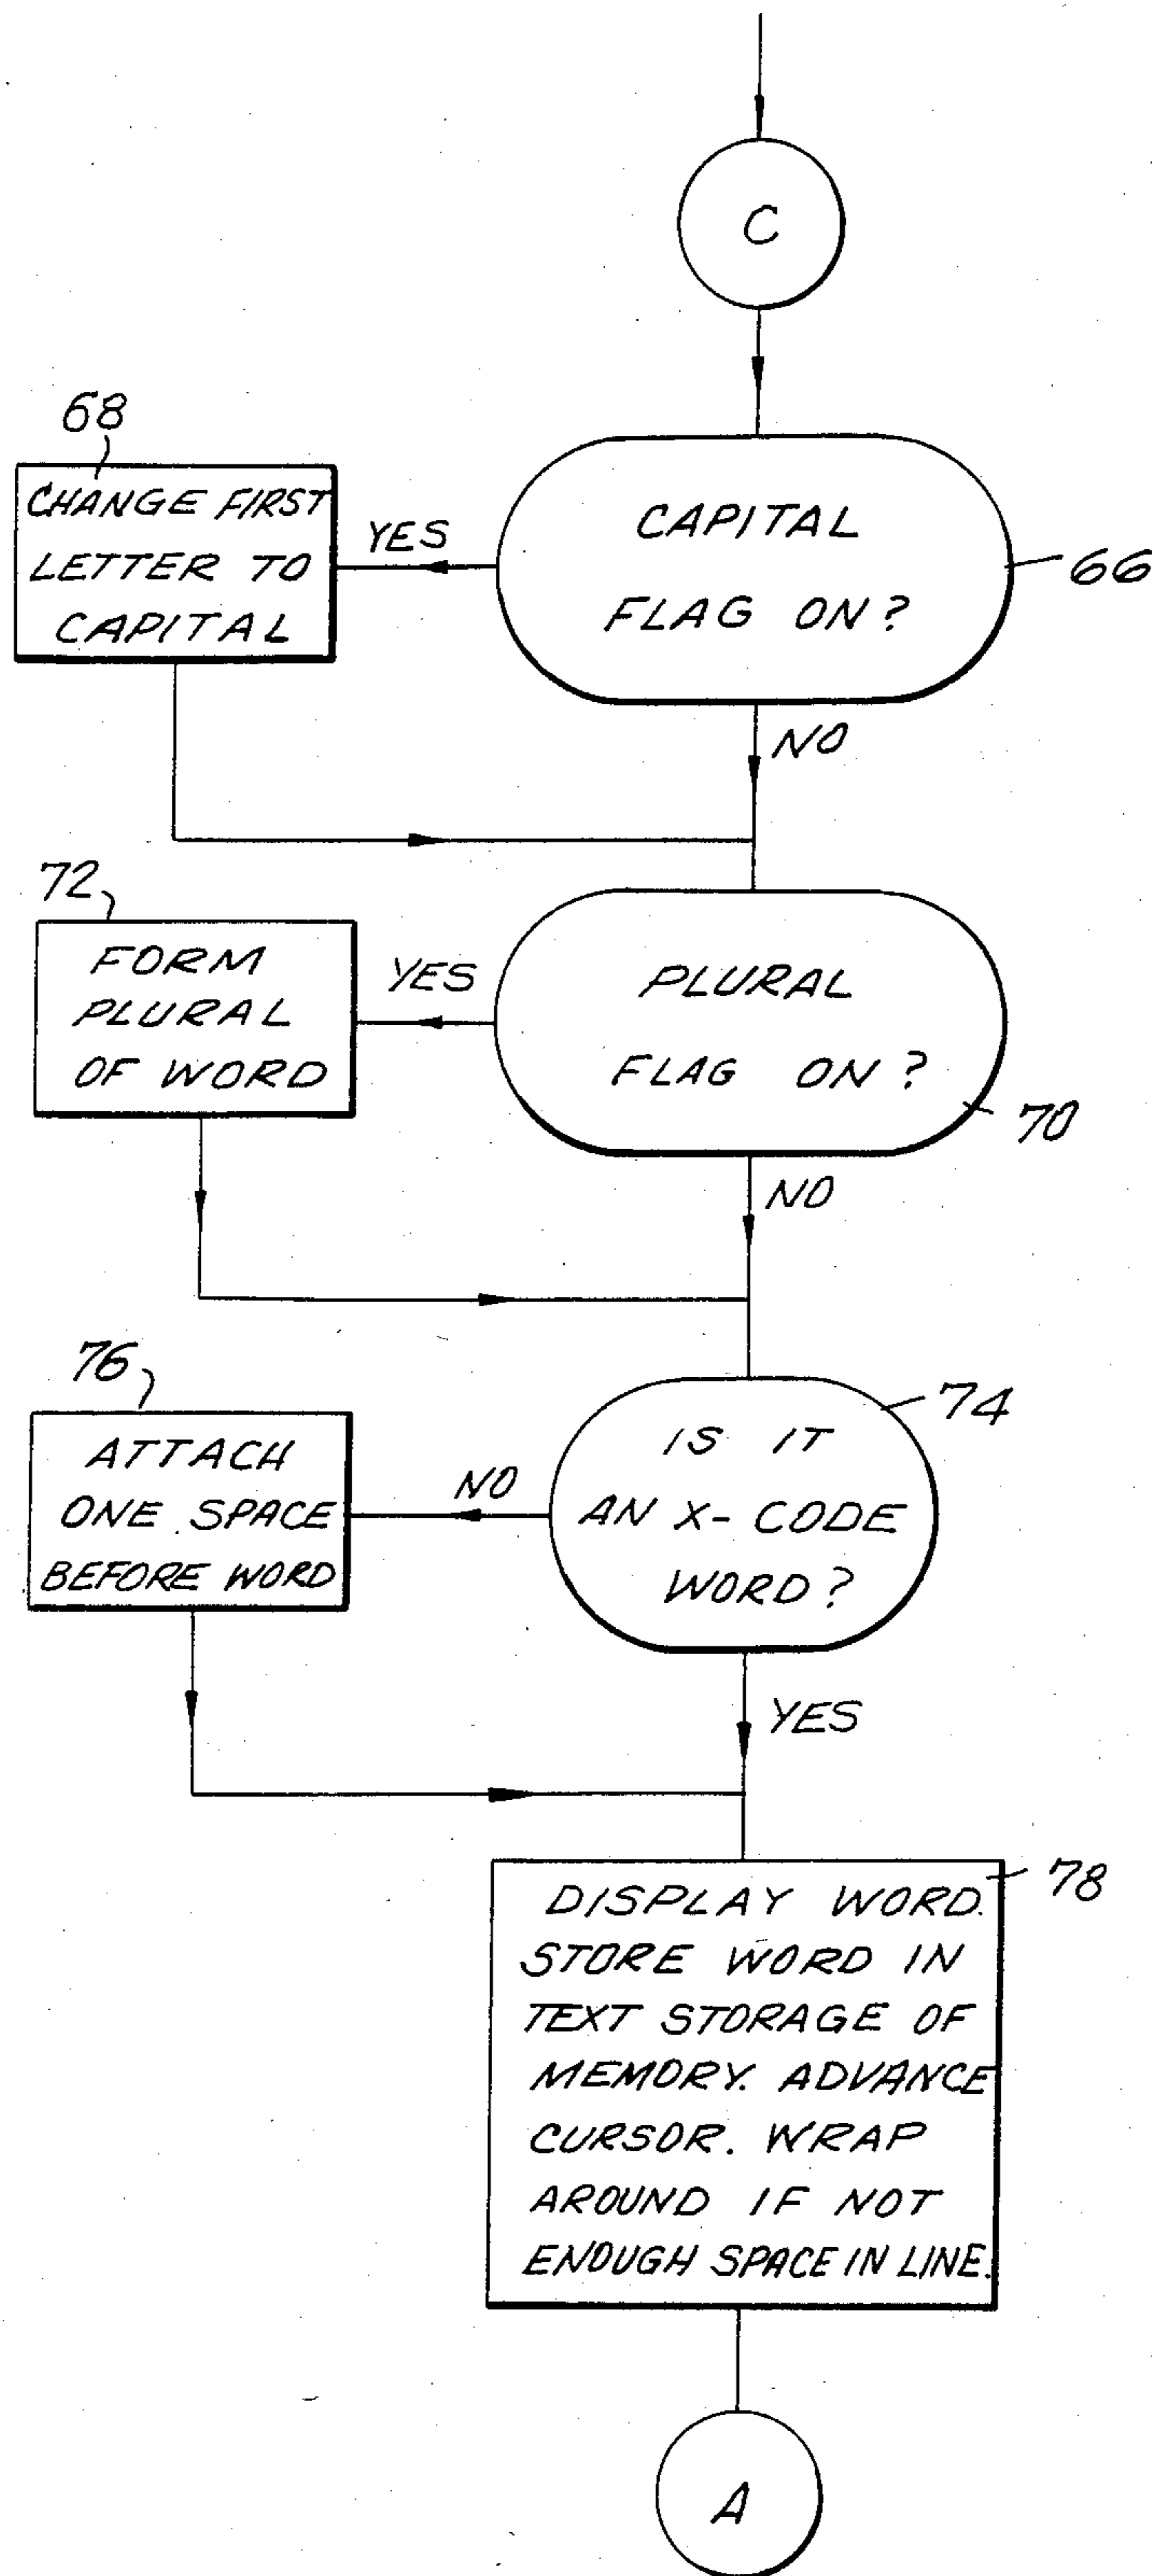 C
68
CHANGE FIRST
LETTER TO
CAPITAL
YES
CAPITAL
FLAG ON?
66
NO
72
FORM
PLURAL
OF WORD
YES
PLURAL
FLAG ON?
70
NO
76
ATTACH
ONE SPACE
BEFORE WORD
NO
IS IT
AN X-CODE
WORD?
74
YES
78
DISPLAY WORD.
STORE WORD IN
TEXT STORAGE OF
MEMORY. ADVANCE
CURSOR. WRAP
AROUND IF NOT
ENOUGH SPACE IN LINE.
A